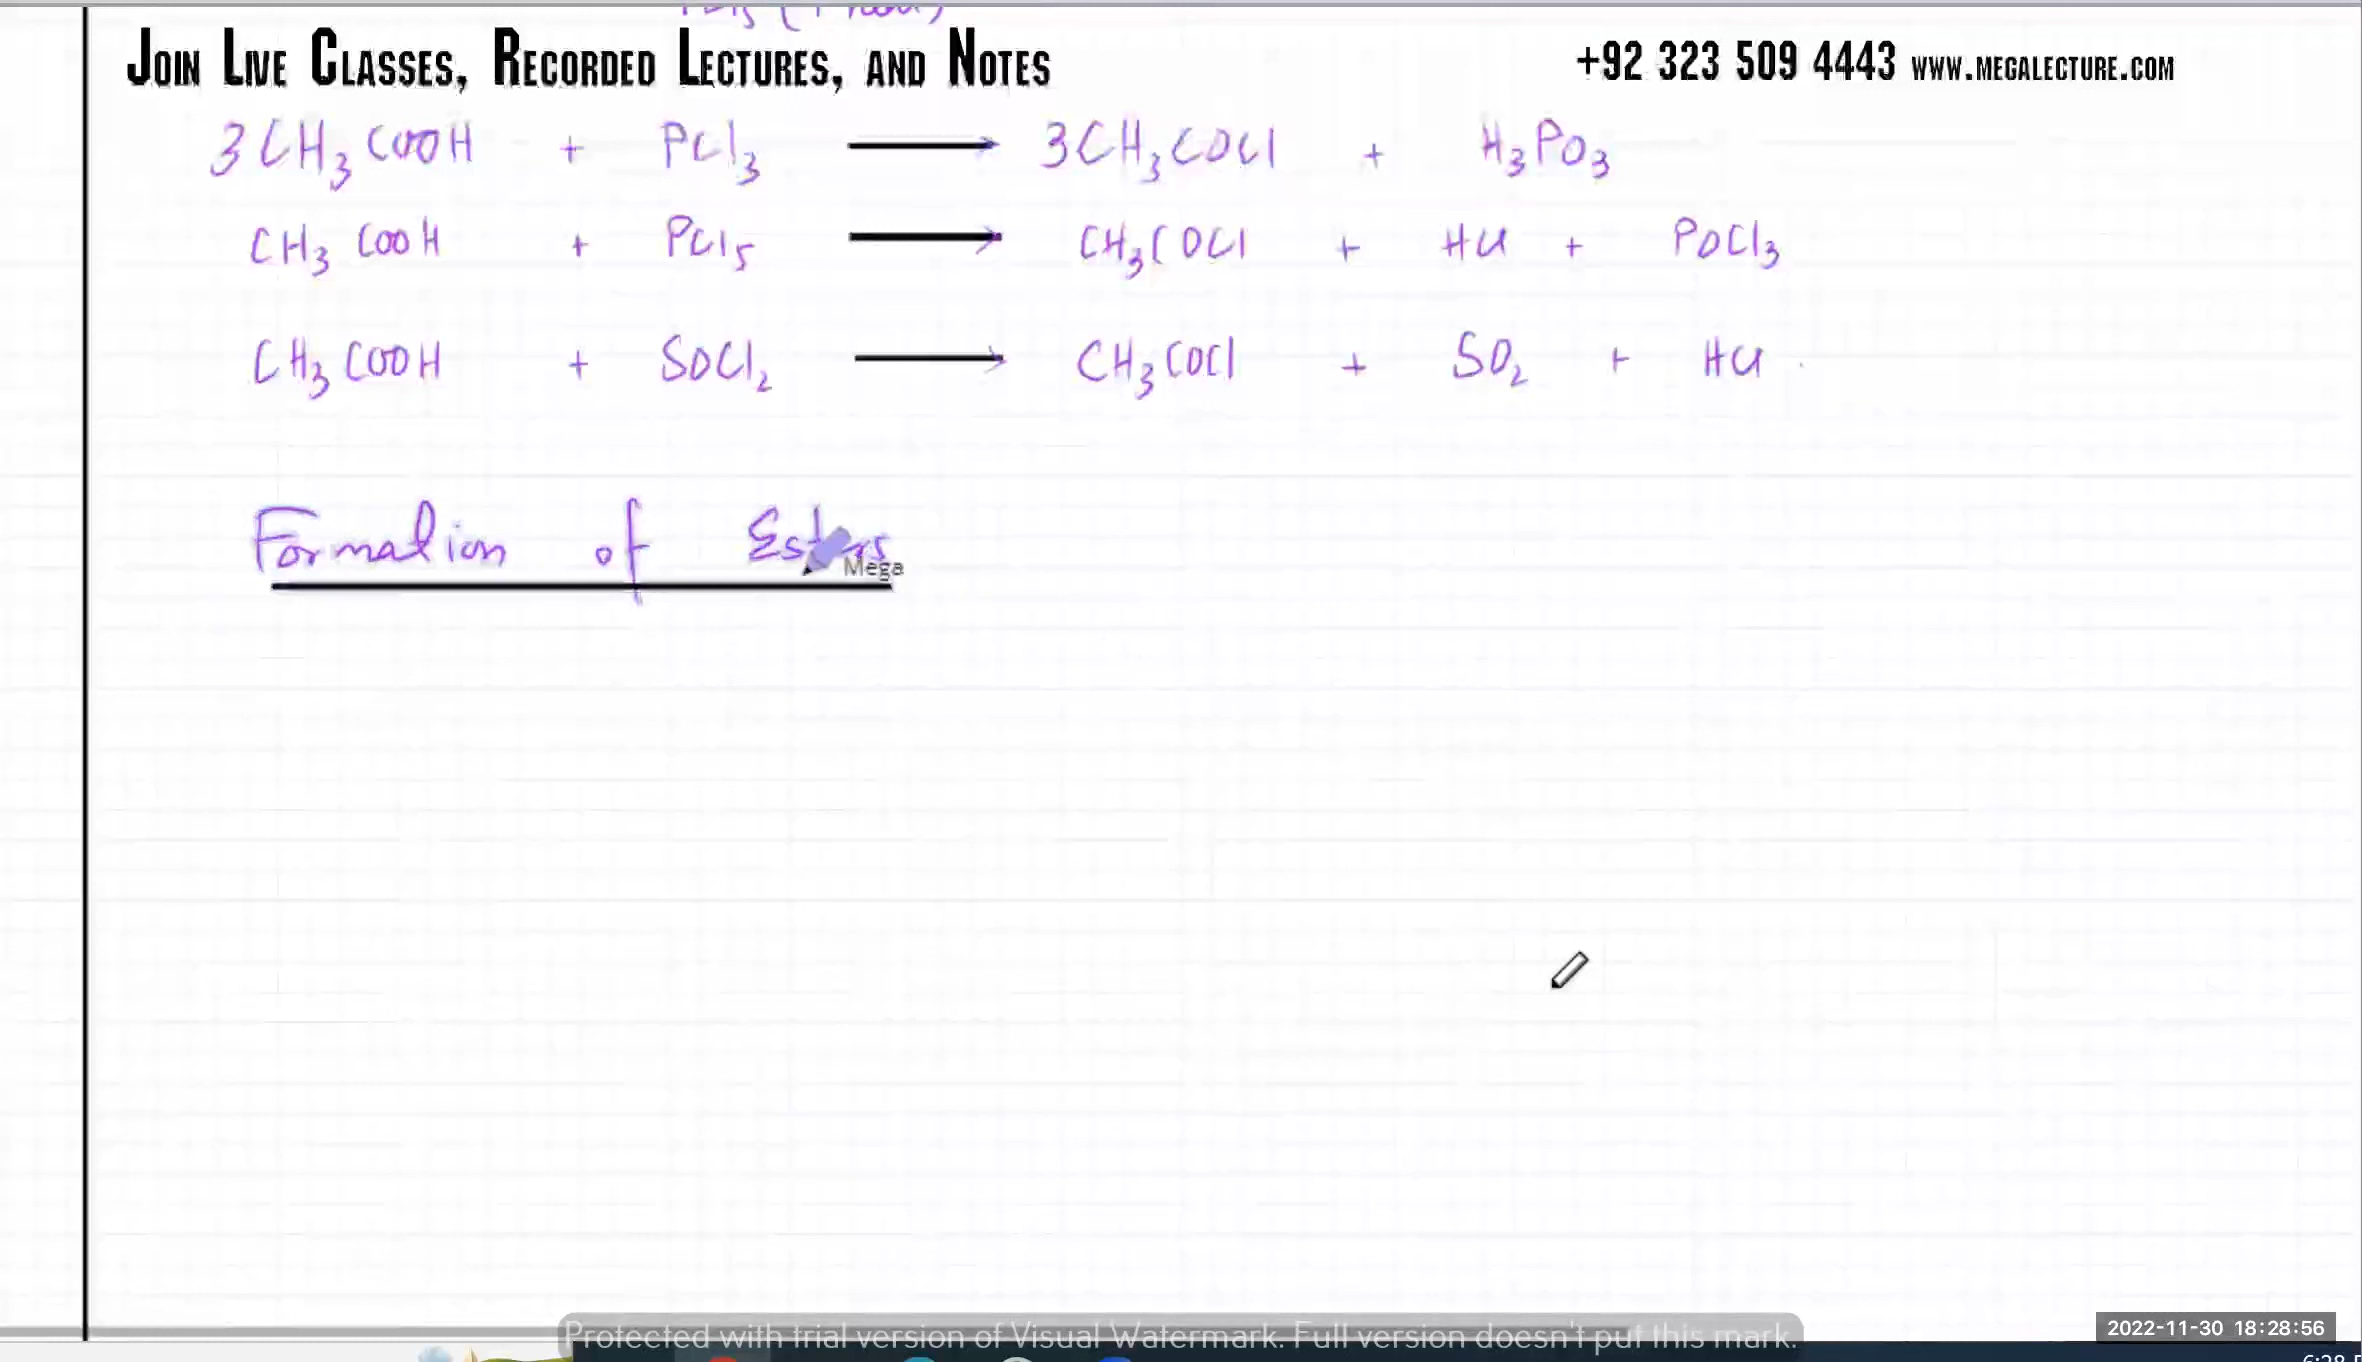 JOIN LIVE CLASSES, RECORDED LECTURES, AND NOTES +92 323 509 4443 WWW.MEGALECTURE.COM
3CH₃COOH + PCl₃ ⟶ 3CH₃COCl + H₃PO₃
CH₃COOH + PCl₅ ⟶ CH₃COCl + HCl + POCl₃
CH₃COOH + SOCl₂ ⟶ CH₃COCl + SO₂ + HCl
Formation of Esters
Mega
Protected with trial version of Visual Watermark. Full version doesn't put this mark.
2022-11-30 18:28:56